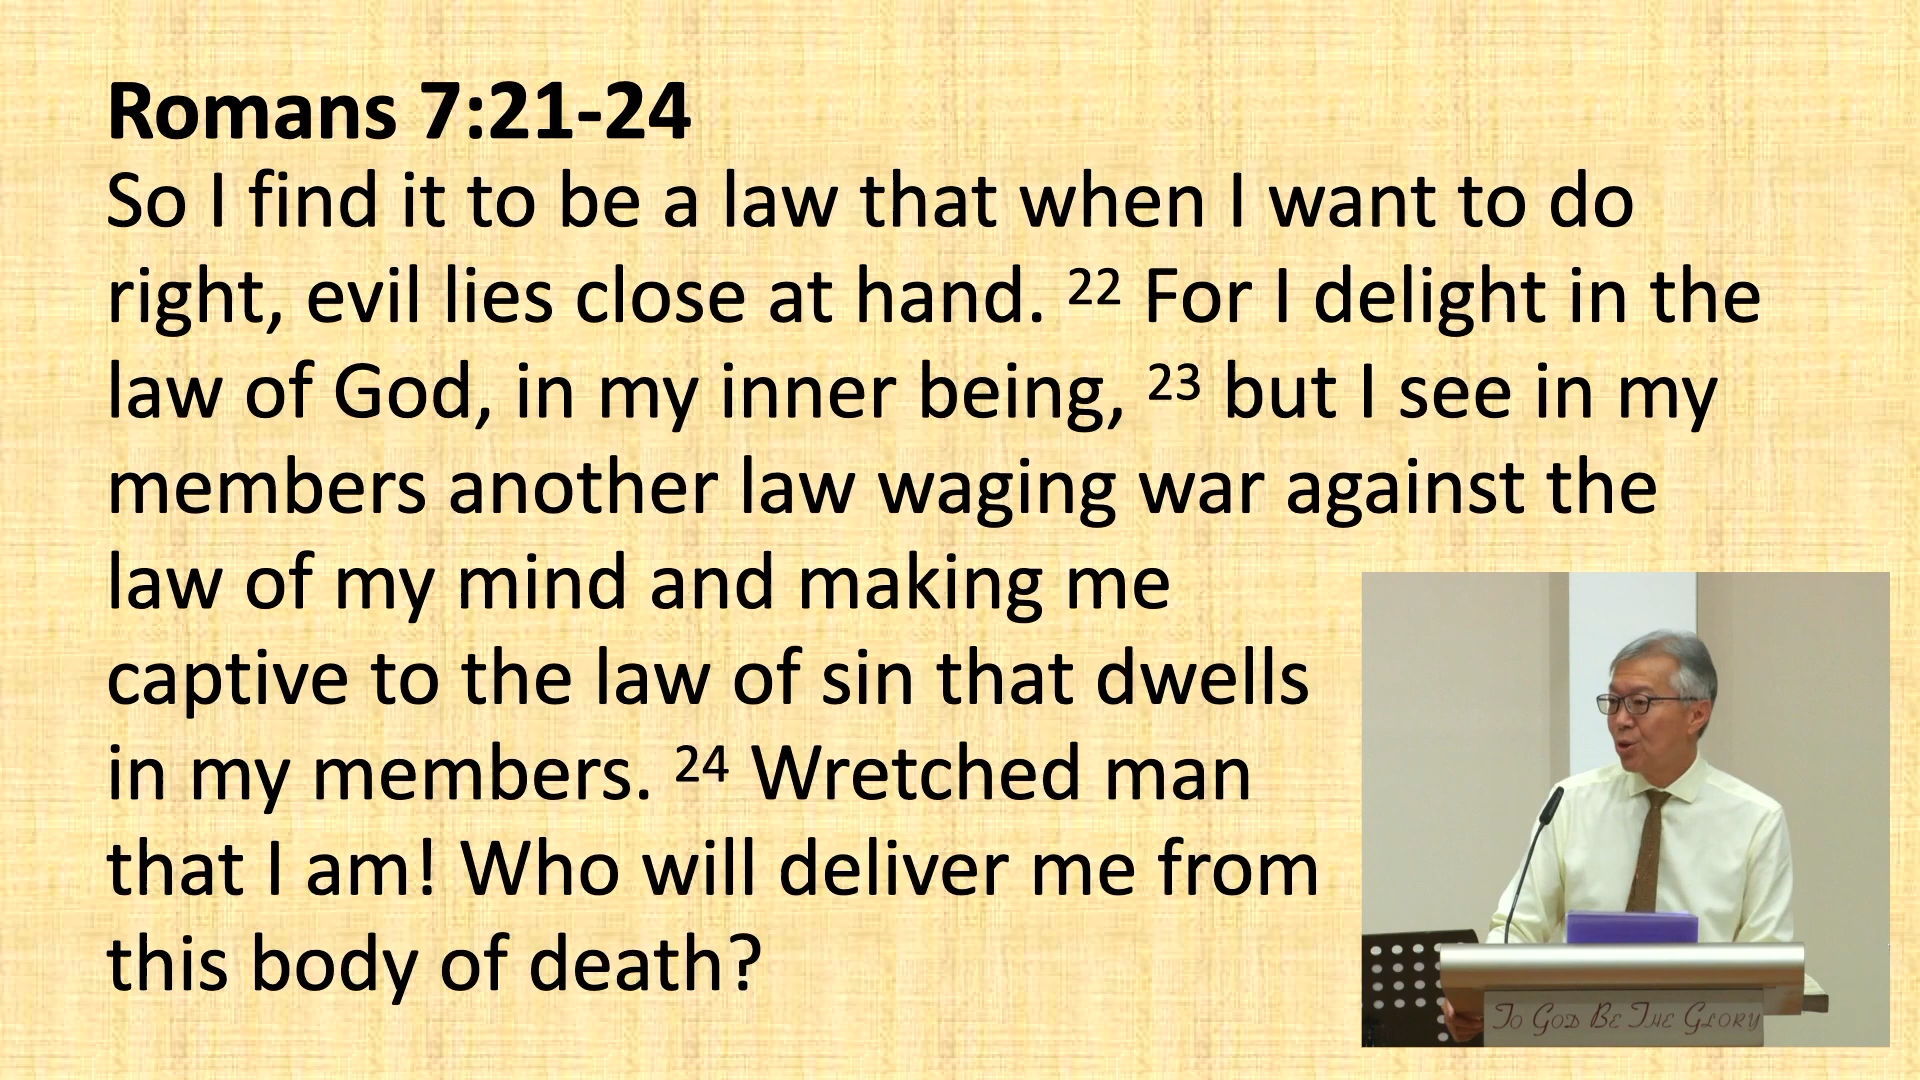 Romans 7:21-24
So I find it to be a law that when I want to do
right, evil lies close at hand. 22 For I delight in the
law of God, in my inner being, 23 but I see in my
members another law waging war against the
law of my mind and making me
captive to the law of sin that dwells
in my members. 24 Wretched man
that I am! Who will deliver me from
this body of death?
To God Be The Glory